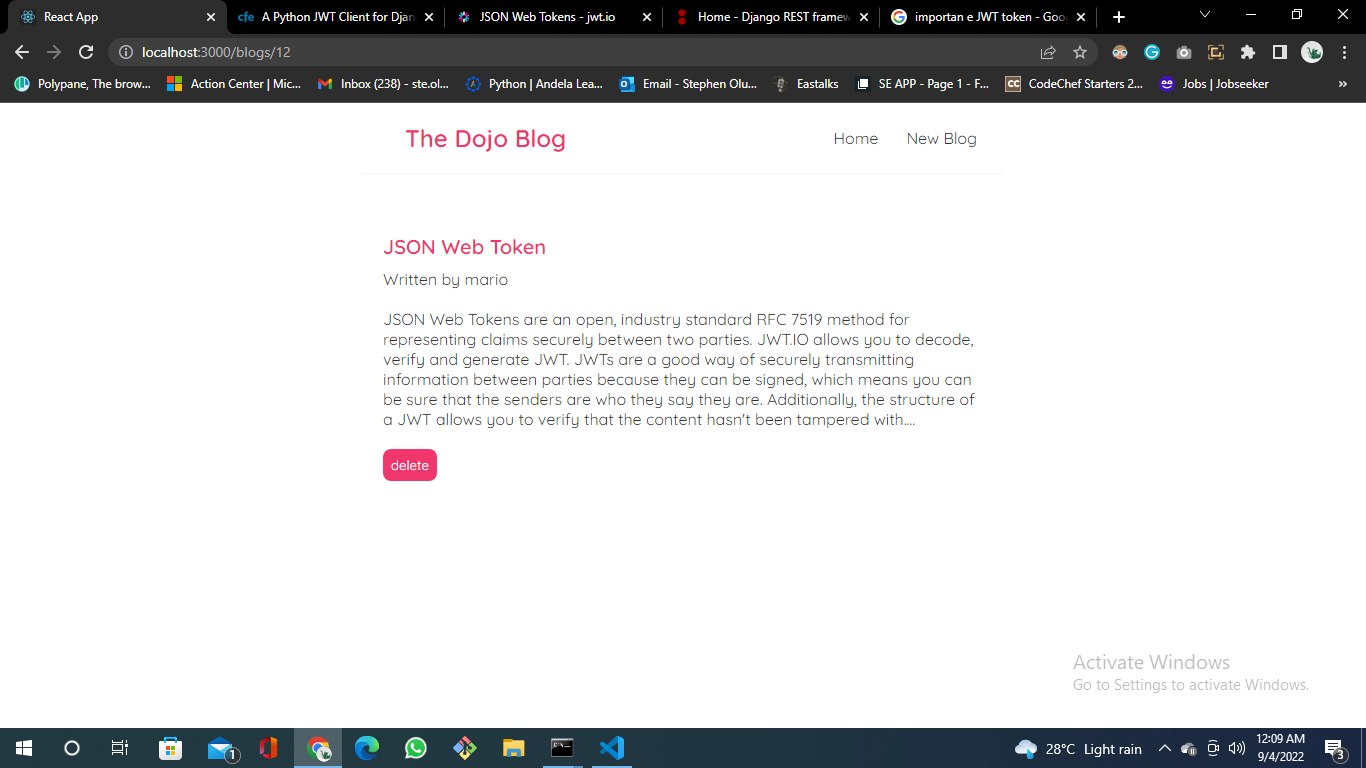 React App
A Python JWT Client for Djan
JSON Web Tokens - jwt.io
Home - Django REST framew
importan e JWT token - Goo
localhost:3000/blogs/12
Polypane, The brow...
Action Center | Mic...
Inbox (238) - ste.ol...
Python | Andela Lea...
Email - Stephen Olu...
Eastalks
SE APP - Page 1 - F...
CodeChef Starters 2...
Jobs | Jobseeker
The Dojo Blog
Home
New Blog
JSON Web Token
Written by mario
JSON Web Tokens are an open, industry standard RFC 7519 method for
representing claims securely between two parties. JWT.IO allows you to decode,
verify and generate JWT. JWTs are a good way of securely transmitting
information between parties because they can be signed, which means you can
be sure that the senders are who they say they are. Additionally, the structure of
a JWT allows you to verify that the content hasn't been tampered with....
delete
Activate Windows
Go to Settings to activate Windows.
1
28°C Light rain
12:09 AM
9/4/2022
3